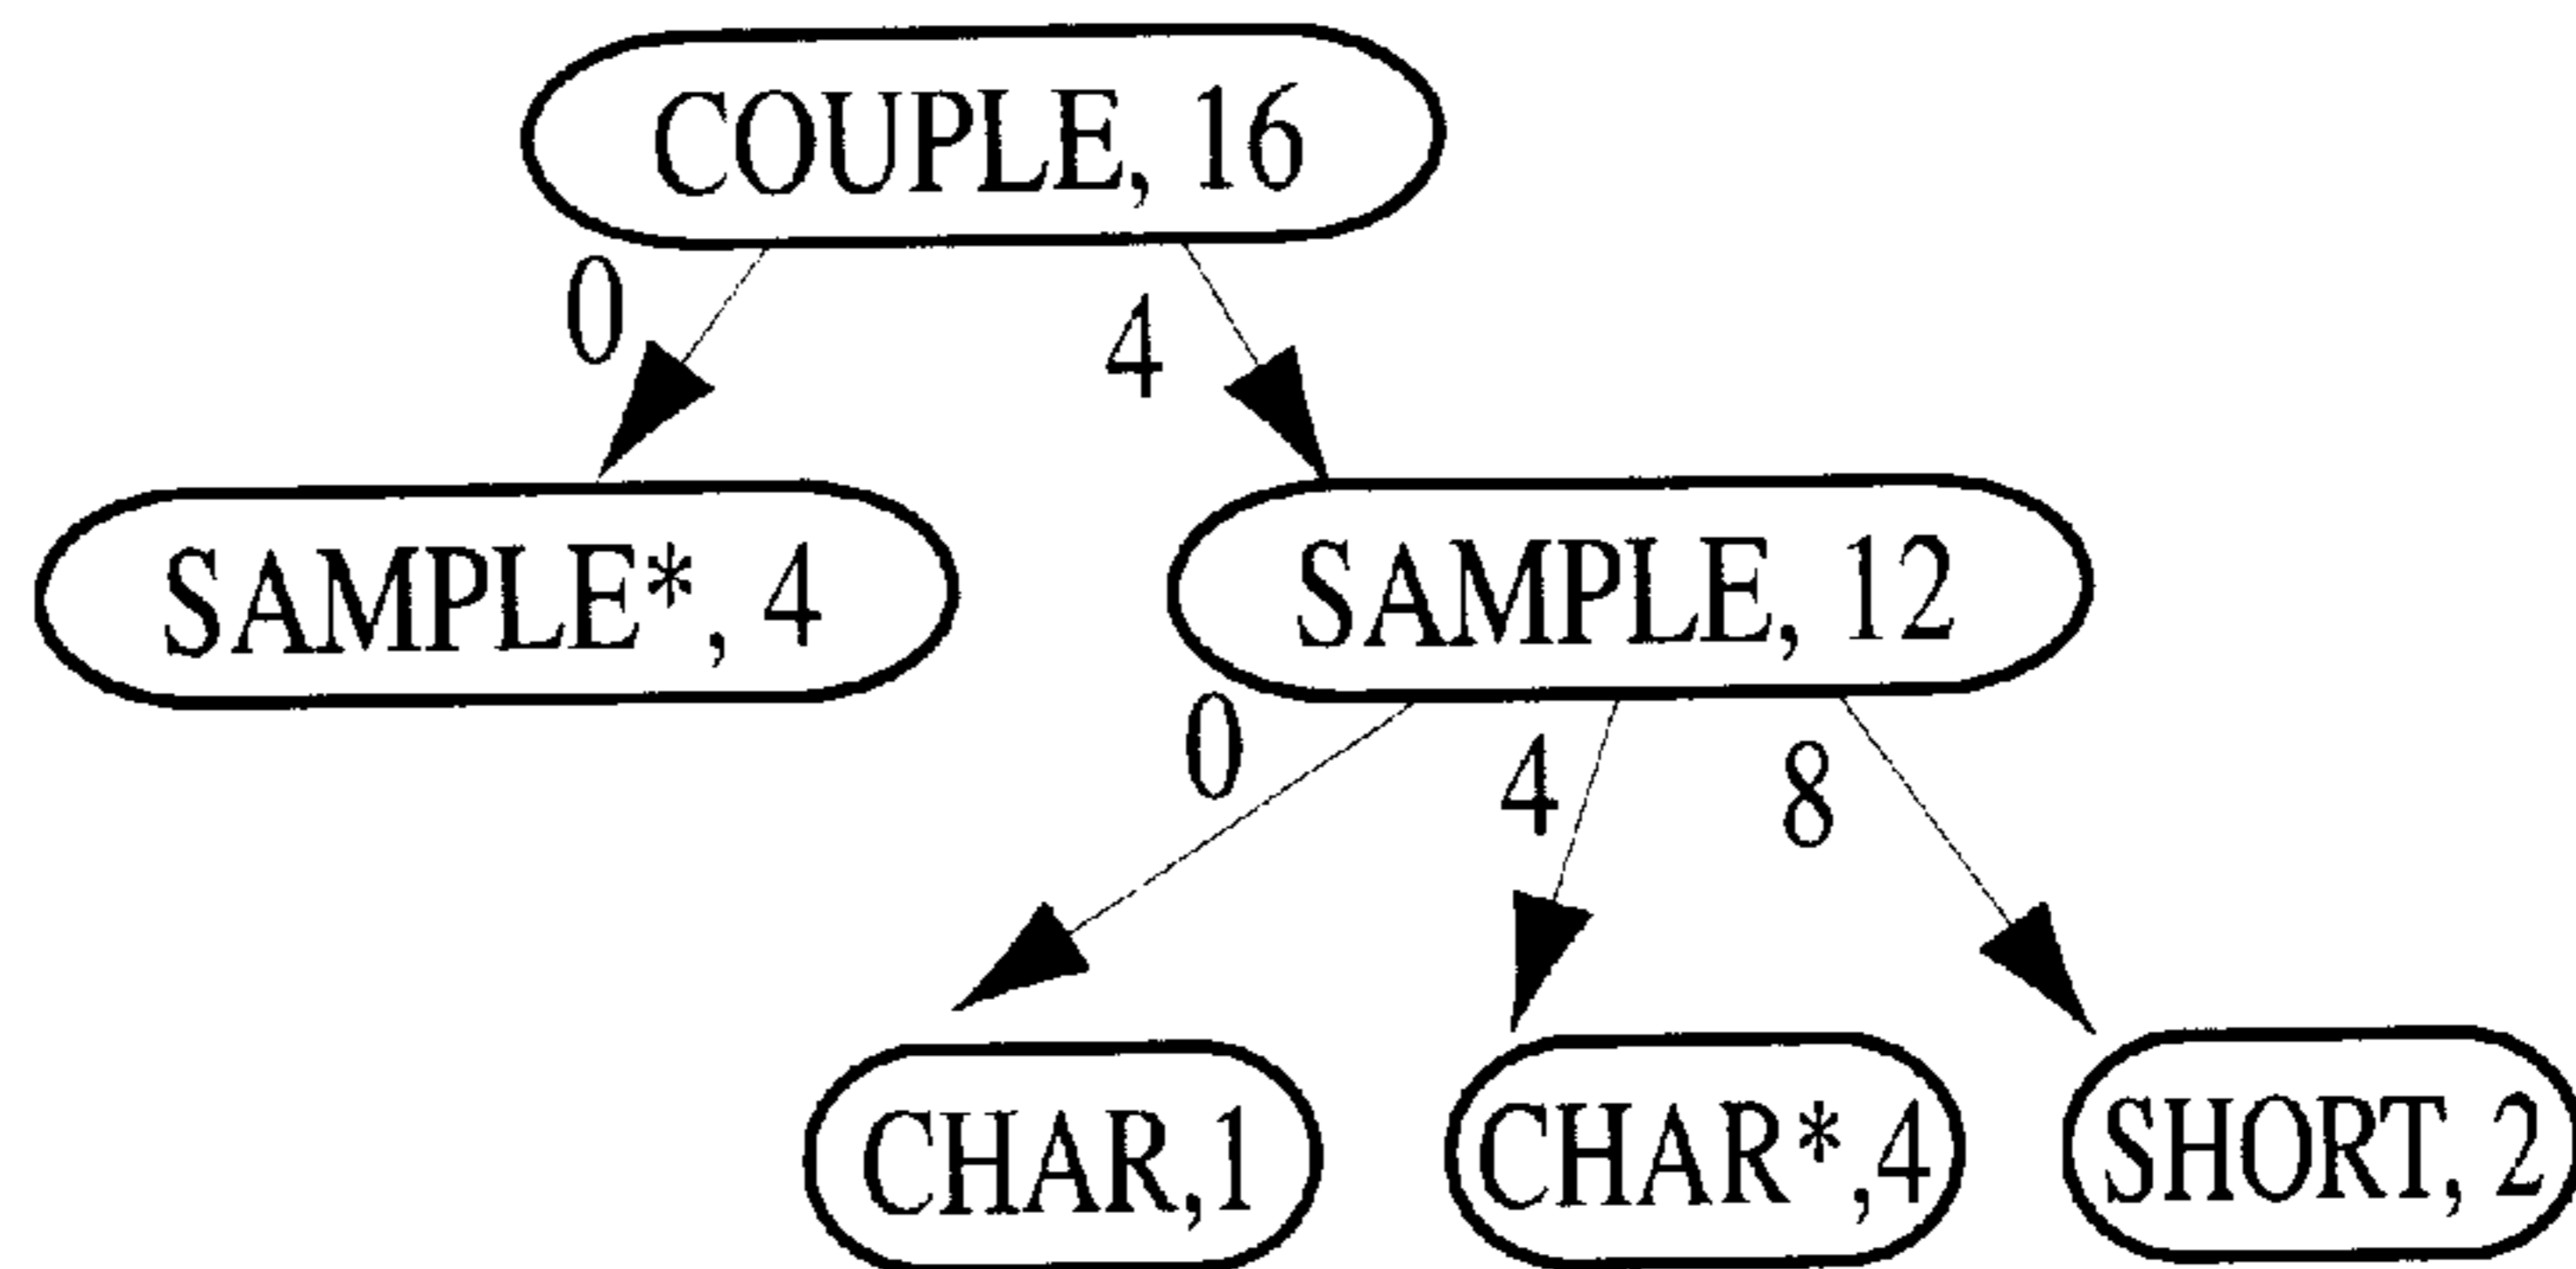 COUPLE, 16
0
4
SAMPLE*, 4
SAMPLE, 12
0
4
8
CHAR,1
CHAR*,4
SHORT, 2